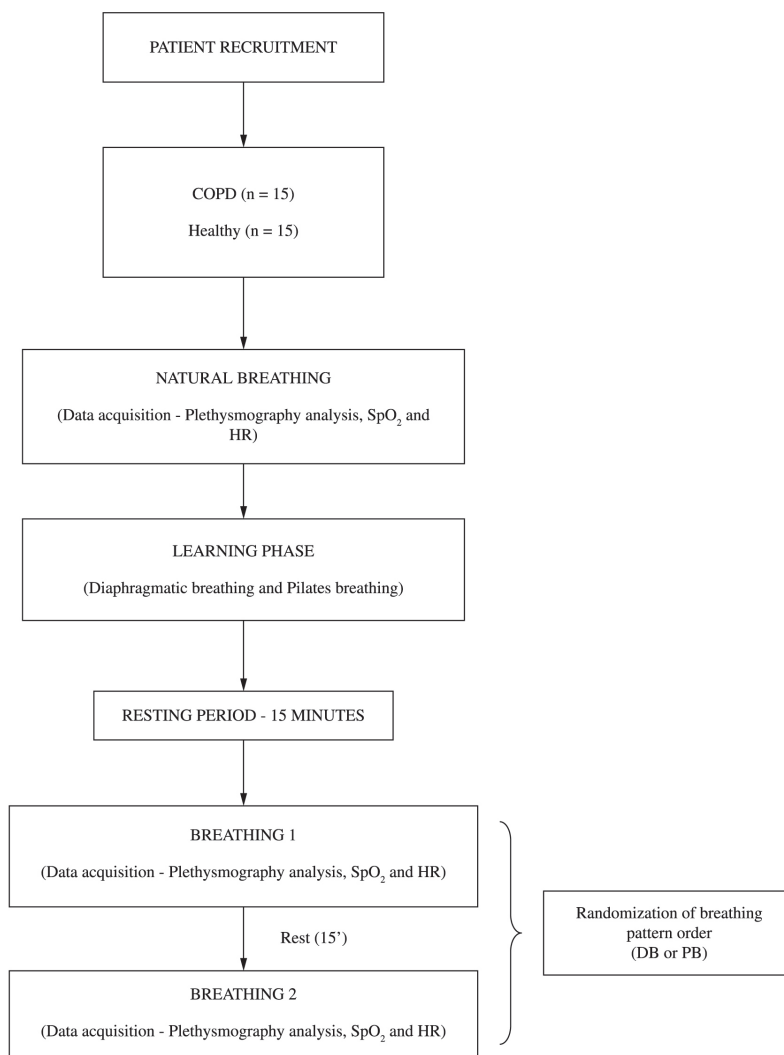 PATIENT RECRUITMENT
COPD (n = 15)
Healthy (n = 15)
NATURAL BREATHING
(Data acquisition - Plethysmography analysis, SpO₂ and
HR)
LEARNING PHASE
(Diaphragmatic breathing and Pilates breathing)
RESTING PERIOD - 15 MINUTES
BREATHING 1
(Data acquisition - Plethysmography analysis, SpO₂ and HR)
Rest (15’)
BREATHING 2
(Data acquisition - Plethysmography analysis, SpO₂ and HR)
Randomization of breathing
pattern order
(DB or PB)